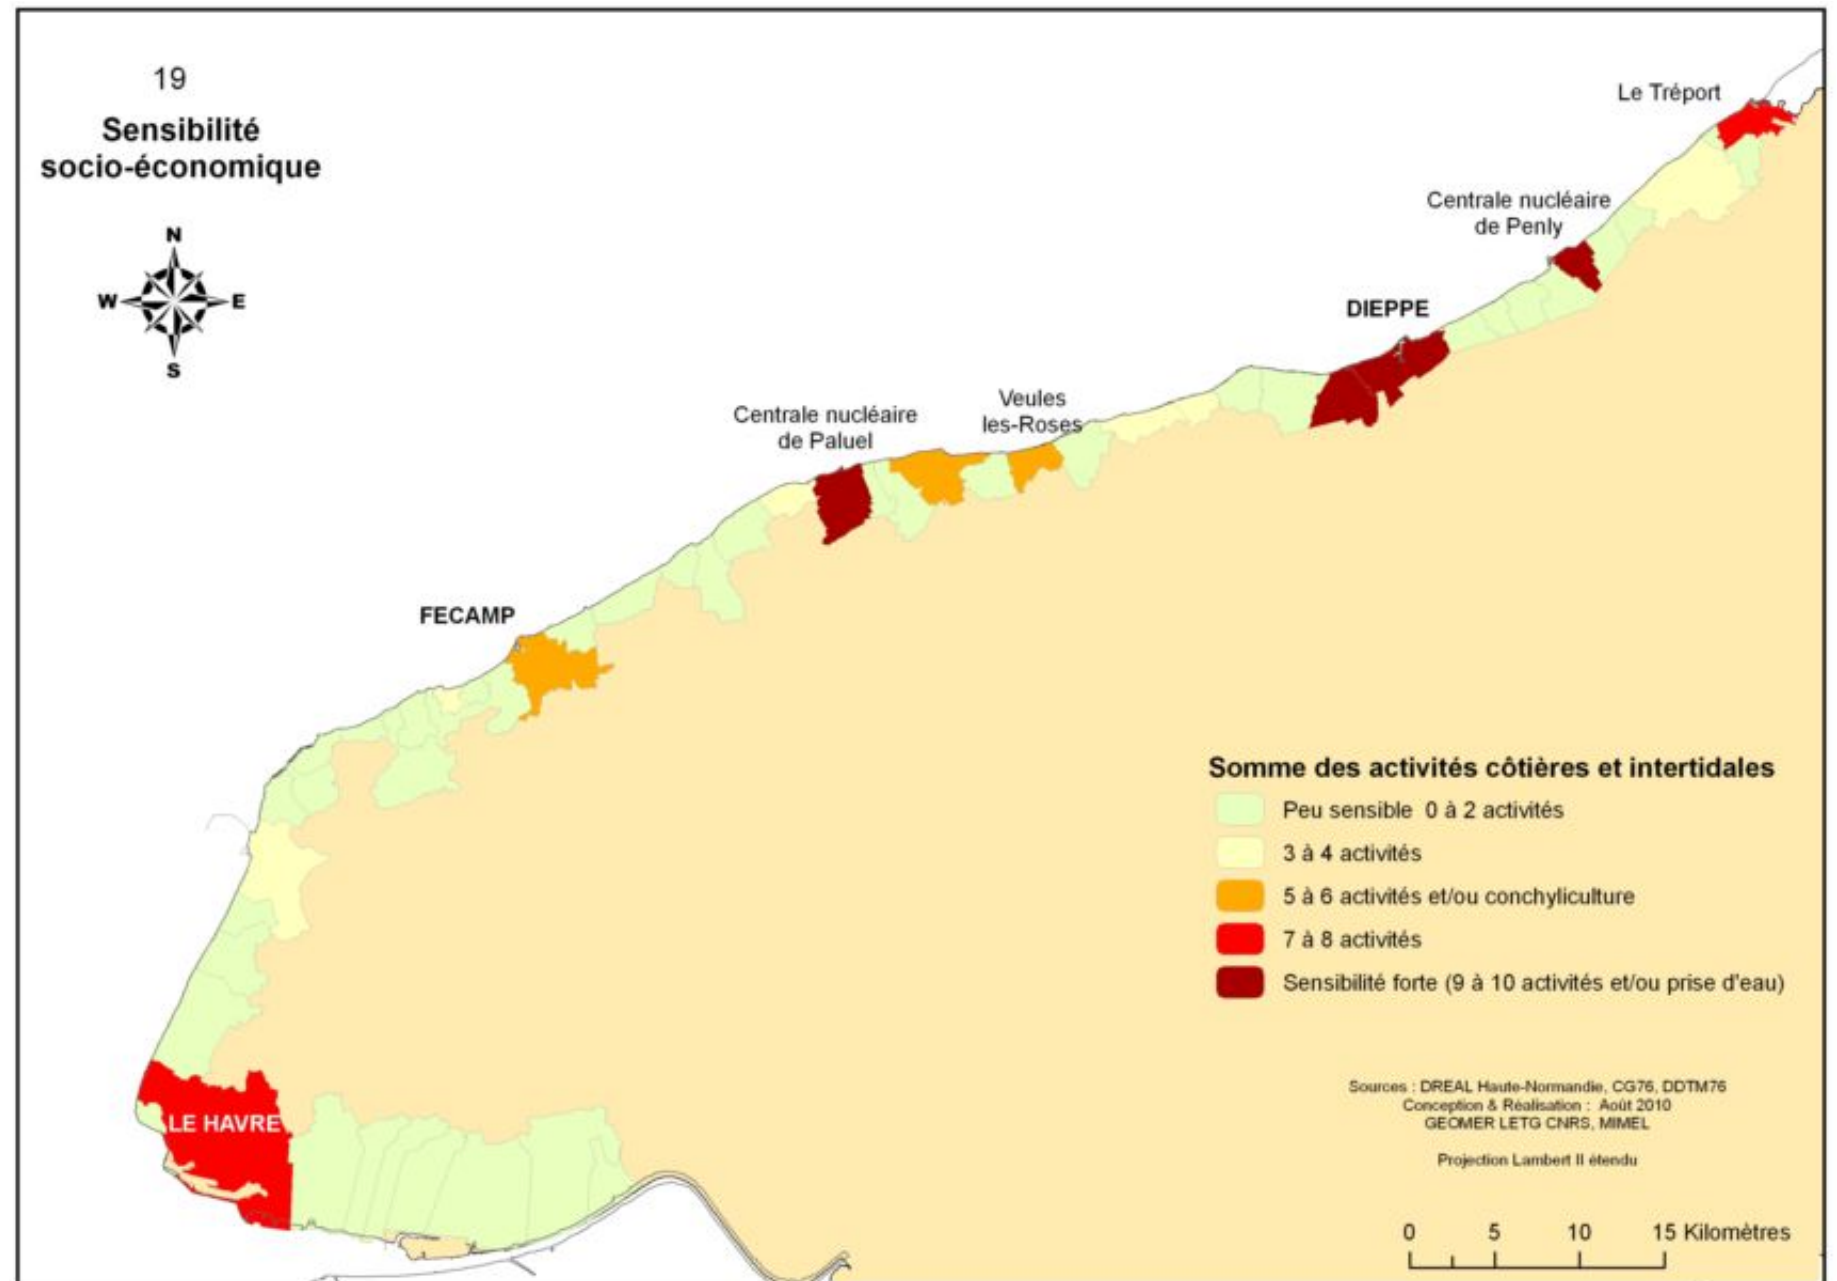 19
Sensibilité
socio-économique
N
W
E
S
Le Tréport
Centrale nucléaire
de Penly
DIEPPE
Veules
les-Roses
Centrale nucléaire
de Paluel
FECAMP
LE HAVRE
Somme des activités côtières et intertidales
Peu sensible 0 à 2 activités
3 à 4 activités
5 à 6 activités et/ou conchyliculture
7 à 8 activités
Sensibilité forte (9 à 10 activités et/ou prise d'eau)
Sources : DREAL Haute-Normandie, CG76, DDTM76
Conception & Réalisation : Août 2010
GEOMER LETG CNRS, MIMEL
Projection Lambert II étendu
0 5 10 15 Kilomètres